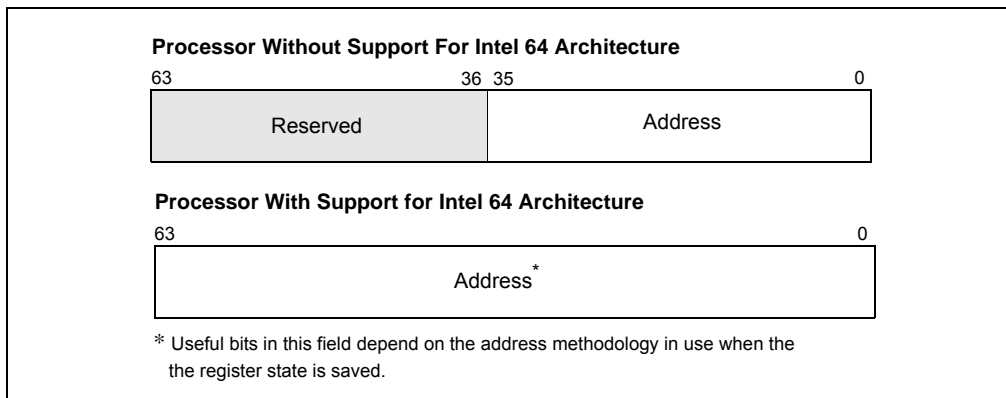 Processor Without Support For Intel 64 Architecture
63 36 35 0
Reserved Address
Processor With Support for Intel 64 Architecture
63 0
Address*
* Useful bits in this field depend on the address methodology in use when the
the register state is saved.